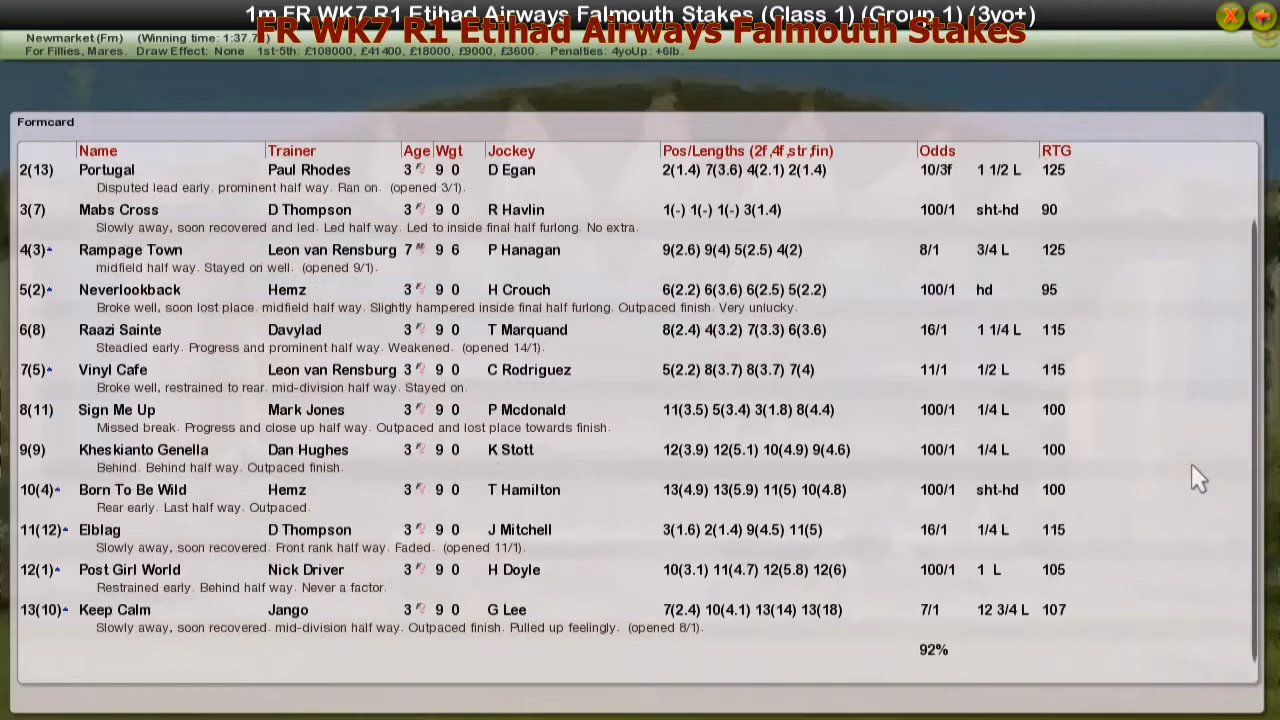 1m FR WK7 R1 Etihad Airways Falmouth Stakes (Class 1) (Group 1) (3yo+)
FR WK7 R1 Etihad Airways Falmouth Stakes
Newmarket (Fm) (Winning time: 1:37.7
For Fillies, Mares. Draw Effect: None 1st-5th: £108000, £41400, £18000, £9000, £3600. Penalties: 4yoUp: +6lb.
Formcard
Name Trainer Age Wgt Jockey Pos/Lengths (2f,4f,str,fin) Odds RTG
2(13) Portugal Paul Rhodes 3 9 0 D Egan 2(1.4) 7(3.6) 4(2.1) 2(1.4) 10/3f 1 1/2 L 125
Disputed lead early. prominent half way. Ran on. (opened 3/1).
3(7) Mabs Cross D Thompson 3 9 0 R Havlin 1(-) 1(-) 1(-) 3(1.4) 100/1 sht-hd 90
Slowly away, soon recovered and led. Led half way. Led to inside final half furlong. No extra.
4(3) Rampage Town Leon van Rensburg 7 9 6 P Hanagan 9(2.6) 9(4) 5(2.5) 4(2) 8/1 3/4 L 125
midfield half way. Stayed on well. (opened 9/1).
5(2) Neverlookback Hemz 3 9 0 H Crouch 6(2.2) 6(3.6) 6(2.5) 5(2.2) 100/1 hd 95
Broke well, soon lost place. midfield half way. Slightly hampered inside final half furlong. Outpaced finish. Very unlucky.
6(8) Raazi Sainte Davylad 3 9 0 T Marquand 8(2.4) 4(3.2) 7(3.3) 6(3.6) 16/1 1 1/4 L 115
Steadied early. Progress and prominent half way. Weakened. (opened 14/1).
7(5) Vinyl Cafe Leon van Rensburg 3 9 0 C Rodriguez 5(2.2) 8(3.7) 8(3.7) 7(4) 11/1 1/2 L 115
Broke well, restrained to rear. mid-division half way. Stayed on.
8(11) Sign Me Up Mark Jones 3 9 0 P Mcdonald 11(3.5) 5(3.4) 3(1.8) 8(4.4) 100/1 1/4 L 100
Missed break. Progress and close up half way. Outpaced and lost place towards finish.
9(9) Kheskianto Genella Dan Hughes 3 9 0 K Stott 12(3.9) 12(5.1) 10(4.9) 9(4.6) 100/1 1/4 L 100
Behind. Behind half way. Outpaced finish.
10(4) Born To Be Wild Hemz 3 9 0 T Hamilton 13(4.9) 13(5.9) 11(5) 10(4.8) 100/1 sht-hd 100
Rear early. Last half way. Outpaced.
11(12) Elblag D Thompson 3 9 0 J Mitchell 3(1.6) 2(1.4) 9(4.5) 11(5) 16/1 1/4 L 115
Slowly away, soon recovered. Front rank half way. Faded. (opened 11/1).
12(1) Post Girl World Nick Driver 3 9 0 H Doyle 10(3.1) 11(4.7) 12(5.8) 12(6) 100/1 1 L 105
Restrained early. Behind half way. Never a factor.
13(10) Keep Calm Jango 3 9 0 G Lee 7(2.4) 10(4.1) 13(14) 13(18) 7/1 12 3/4 L 107
Slowly away, soon recovered. mid-division half way. Outpaced finish. Pulled up feelingly. (opened 8/1).
92%